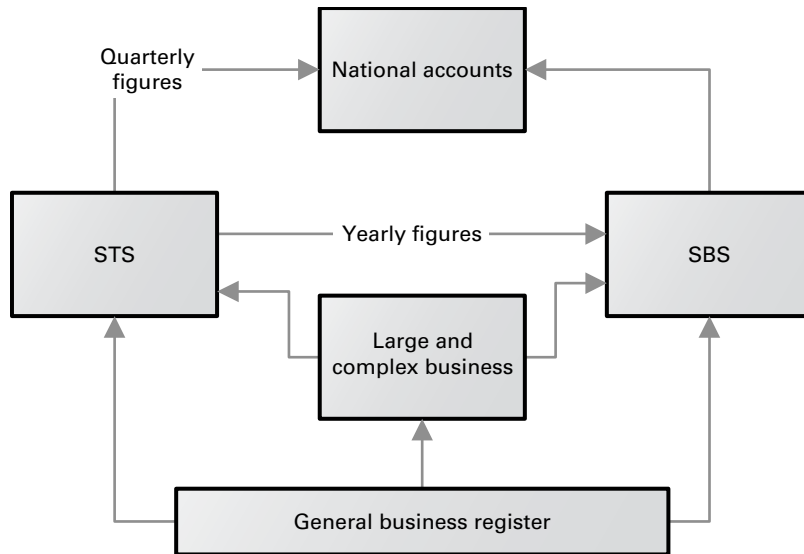 Quarterly
figures
National accounts
STS
Yearly figures
SBS
Large and
complex business
General business register